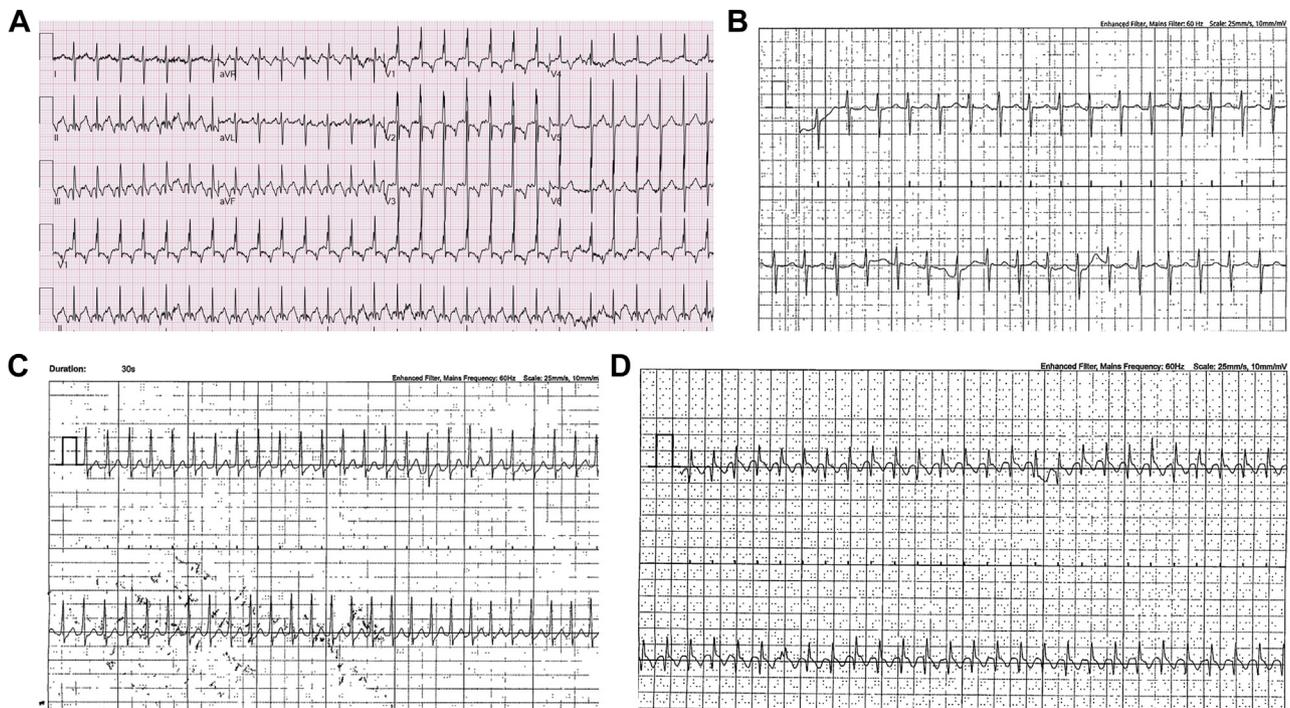 A
I aVR V1 V4
II aVL V2 V5
III aVF V3 V6
V1
II
B
Enhanced Filter, Mains Filter: 60 Hz Scale: 25mm/s, 10mm/mV
C
Duration: 30s
Enhanced Filter, Mains Frequency: 60Hz Scale: 25mm/s, 10mm/m
D
Enhanced Filter, Mains Frequency: 60Hz Scale: 25mm/s, 10mm/mV